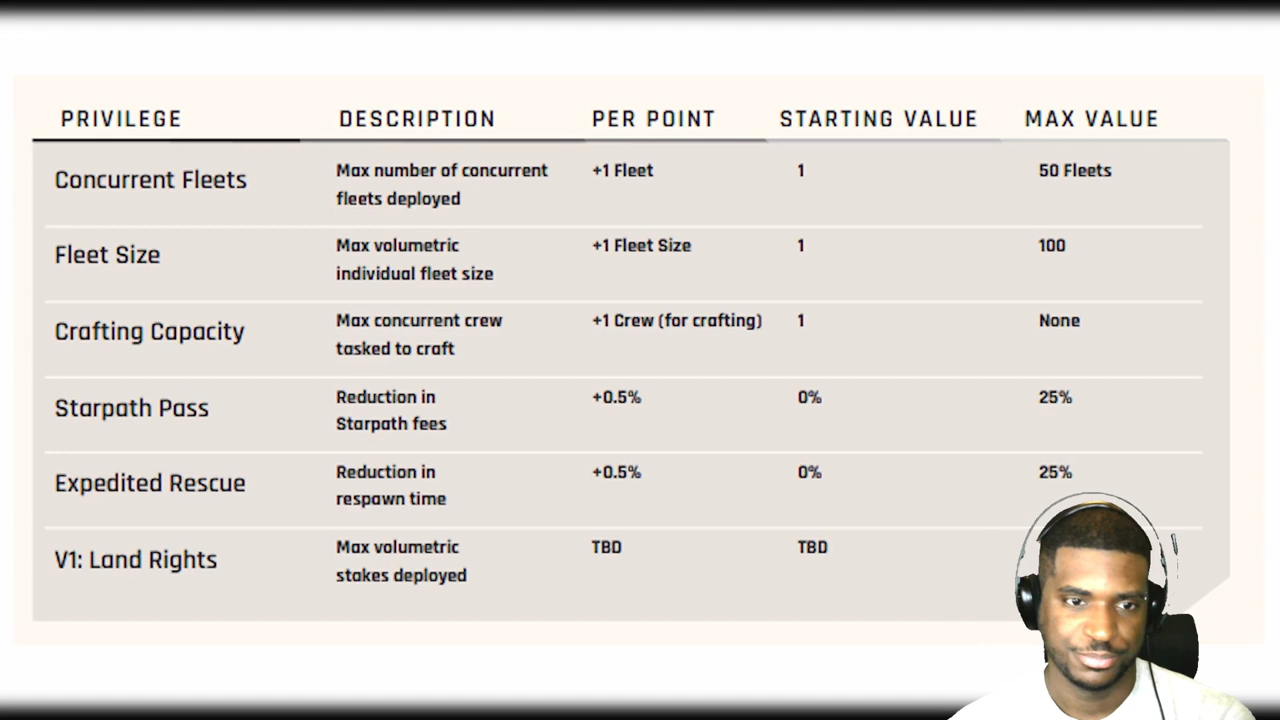 PRIVILEGE DESCRIPTION PER POINT STARTING VALUE MAX VALUE
Concurrent Fleets Max number of concurrent +1 Fleet 1 50 Fleets
fleets deployed
Fleet Size Max volumetric +1 Fleet Size 1 100
individual fleet size
Crafting Capacity Max concurrent crew +1 Crew (for crafting) 1 None
tasked to craft
Starpath Pass Reduction in +0.5% 0% 25%
Starpath fees
Expedited Rescue Reduction in +0.5% 0% 25%
respawn time
V1: Land Rights Max volumetric TBD TBD
stakes deployed